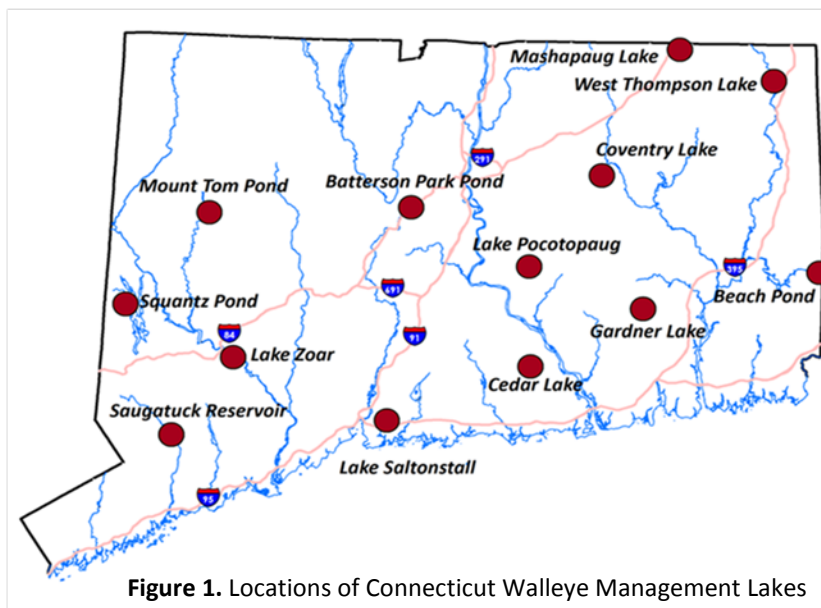 Mashapaug Lake
West Thompson Lake
291
Coventry Lake
Mount Tom Pond
Batterson Park Pond
Lake Pocotopaug
395
691
Squantz Pond
Beach Pond
Gardner Lake
84
91
Lake Zoar
Cedar Lake
Saugatuck Reservoir
Lake Saltonstall
95
Figure 1. Locations of Connecticut Walleye Management Lakes